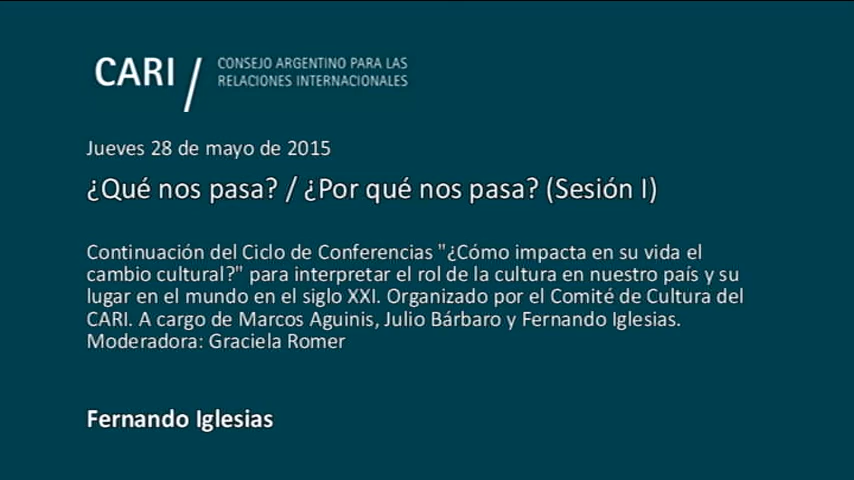 CARI / CONSEJO ARGENTINO PARA LAS
RELACIONES INTERNACIONALES
Jueves 28 de mayo de 2015
¿Qué nos pasa? / ¿Por qué nos pasa? (Sesión I)
Continuación del Ciclo de Conferencias "¿Cómo impacta en su vida el
cambio cultural?" para interpretar el rol de la cultura en nuestro país y su
lugar en el mundo en el siglo XXI. Organizado por el Comité de Cultura del
CARI. A cargo de Marcos Aguinis, Julio Bárbaro y Fernando Iglesias.
Moderadora: Graciela Romer
Fernando Iglesias